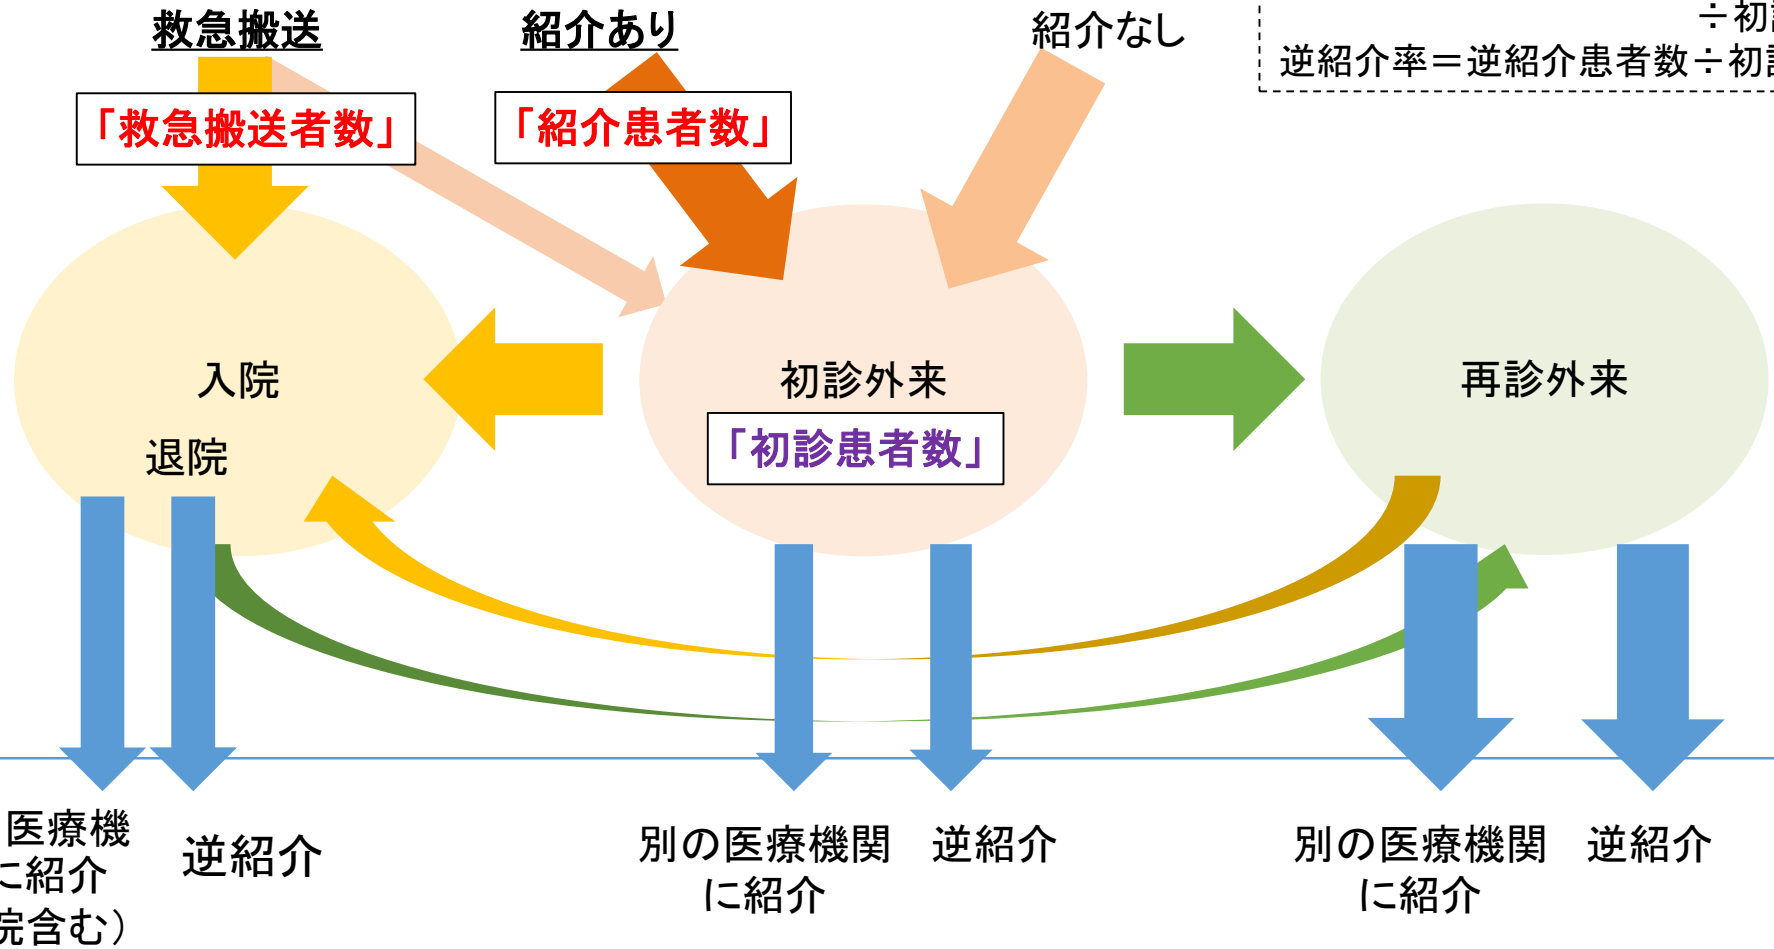 救急搬送
紹介あり
紹介なし
÷初
逆紹介率＝逆紹介患者数÷初
「救急搬送者数」
「紹介患者数」
入院
退院
初診外来
「初診患者数」
再診外来
医療機
に紹介
院含む）
逆紹介
別の医療機関
に紹介
逆紹介
別の医療機関
に紹介
逆紹介